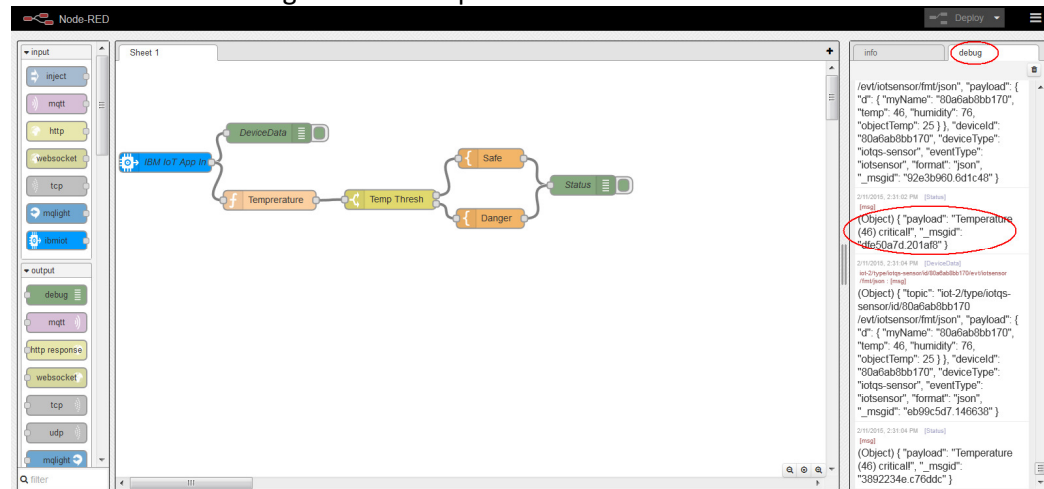 Node-RED
Deploy
input
inject
mqtt
http
websocket
tcp
mqlight
ibmiot
output
debug
mqtt
http response
websocket
tcp
udp
mqlight
filter
Sheet 1
IBM IoT App In
DeviceData
Temprerature
Temp Thresh
Safe
Danger
Status
info
debug
/evt/iotsensor/fmt/json", "payload": {
"d": { "myName": "80a6ab8bb170",
"temp": 46, "humidity": 76,
"objectTemp": 25 } }, "deviceId":
"80a6ab8bb170", "deviceType":
"iotqs-sensor", "eventType":
"iotsensor", "format": "json",
"_msgid": "92e3b960.6d1c48" }
2/11/2015, 2:31:02 PM [Status]
[msg]
(Object) { "payload": "Temperature
(46) critical!", "_msgid":
"dfe50a7d.201af8" }
2/11/2015, 2:31:04 PM [DeviceData]
iot-2/type/iotqs-sensor/id/80a6ab8bb170/evt/iotsensor
/fmt/json : [msg]
(Object) { "topic": "iot-2/type/iotqs-
sensor/id/80a6ab8bb170
/evt/iotsensor/fmt/json", "payload": {
"d": { "myName": "80a6ab8bb170",
"temp": 46, "humidity": 76,
"objectTemp": 25 } }, "deviceId":
"80a6ab8bb170", "deviceType":
"iotqs-sensor", "eventType":
"iotsensor", "format": "json",
"_msgid": "eb99c5d7.146638" }
2/11/2015, 2:31:04 PM [Status]
[msg]
(Object) { "payload": "Temperature
(46) critical!", "_msgid":
"3892234e.c76ddc" }